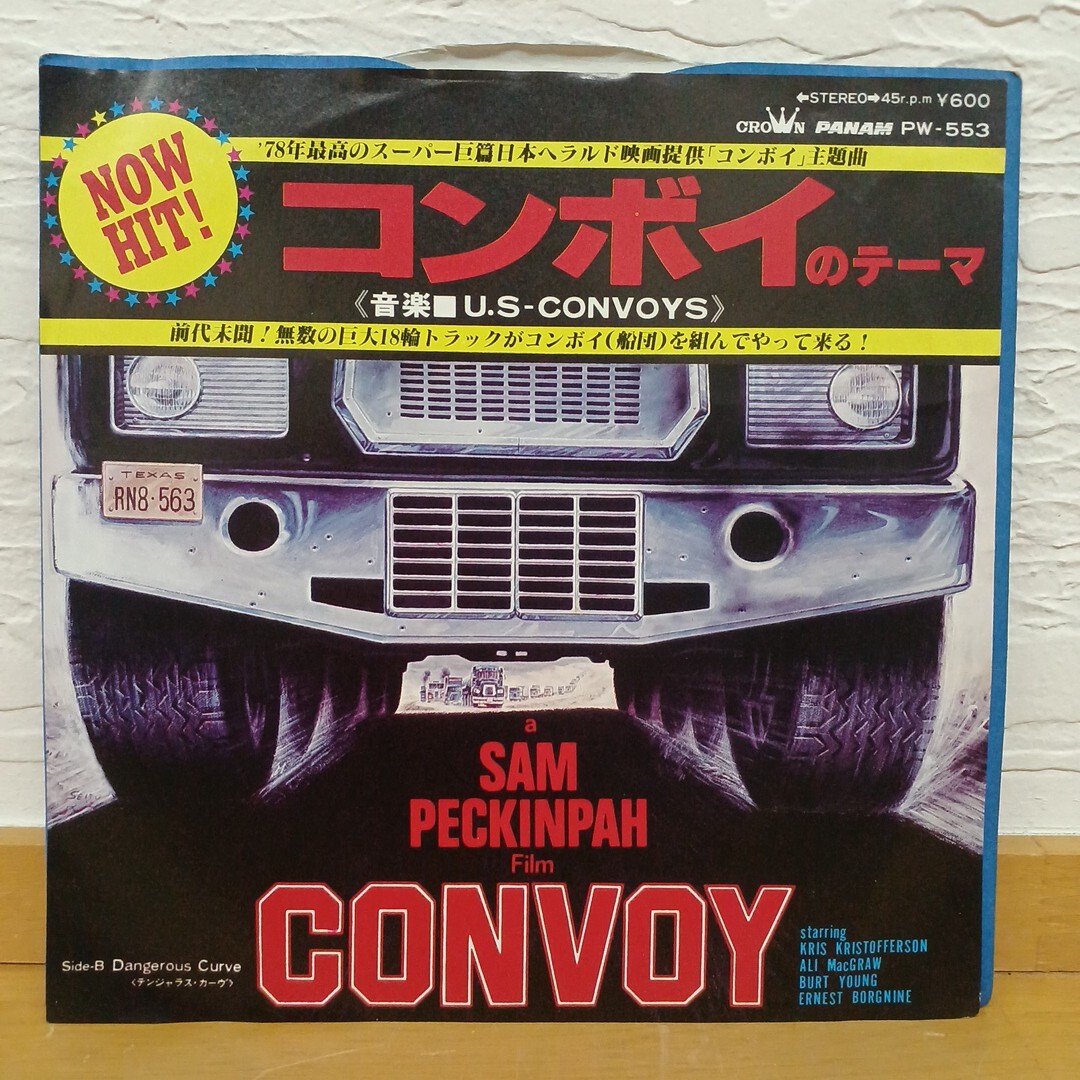 ←STEREO→45r.p.m ¥600
CROWN PANAM PW-553
NOW
HIT!
'78年最高のスーパー巨篇日本ヘラルド映画提供「コンボイ」主題曲
コンボイのテーマ
《音楽■U.S-CONVOYS》
前代未聞!無数の巨大18輪トラックがコンボイ(船団)を組んでやって来る!
TEXAS
RN8·563
SEITO
a
SAM
PECKINPAH
Film
CONVOY
starring
KRIS KRISTOFFERSON
ALI MacGRAW
BURT YOUNG
ERNEST BORGNINE
Side-B Dangerous Curve
〈デンジャラス・カーヴ〉